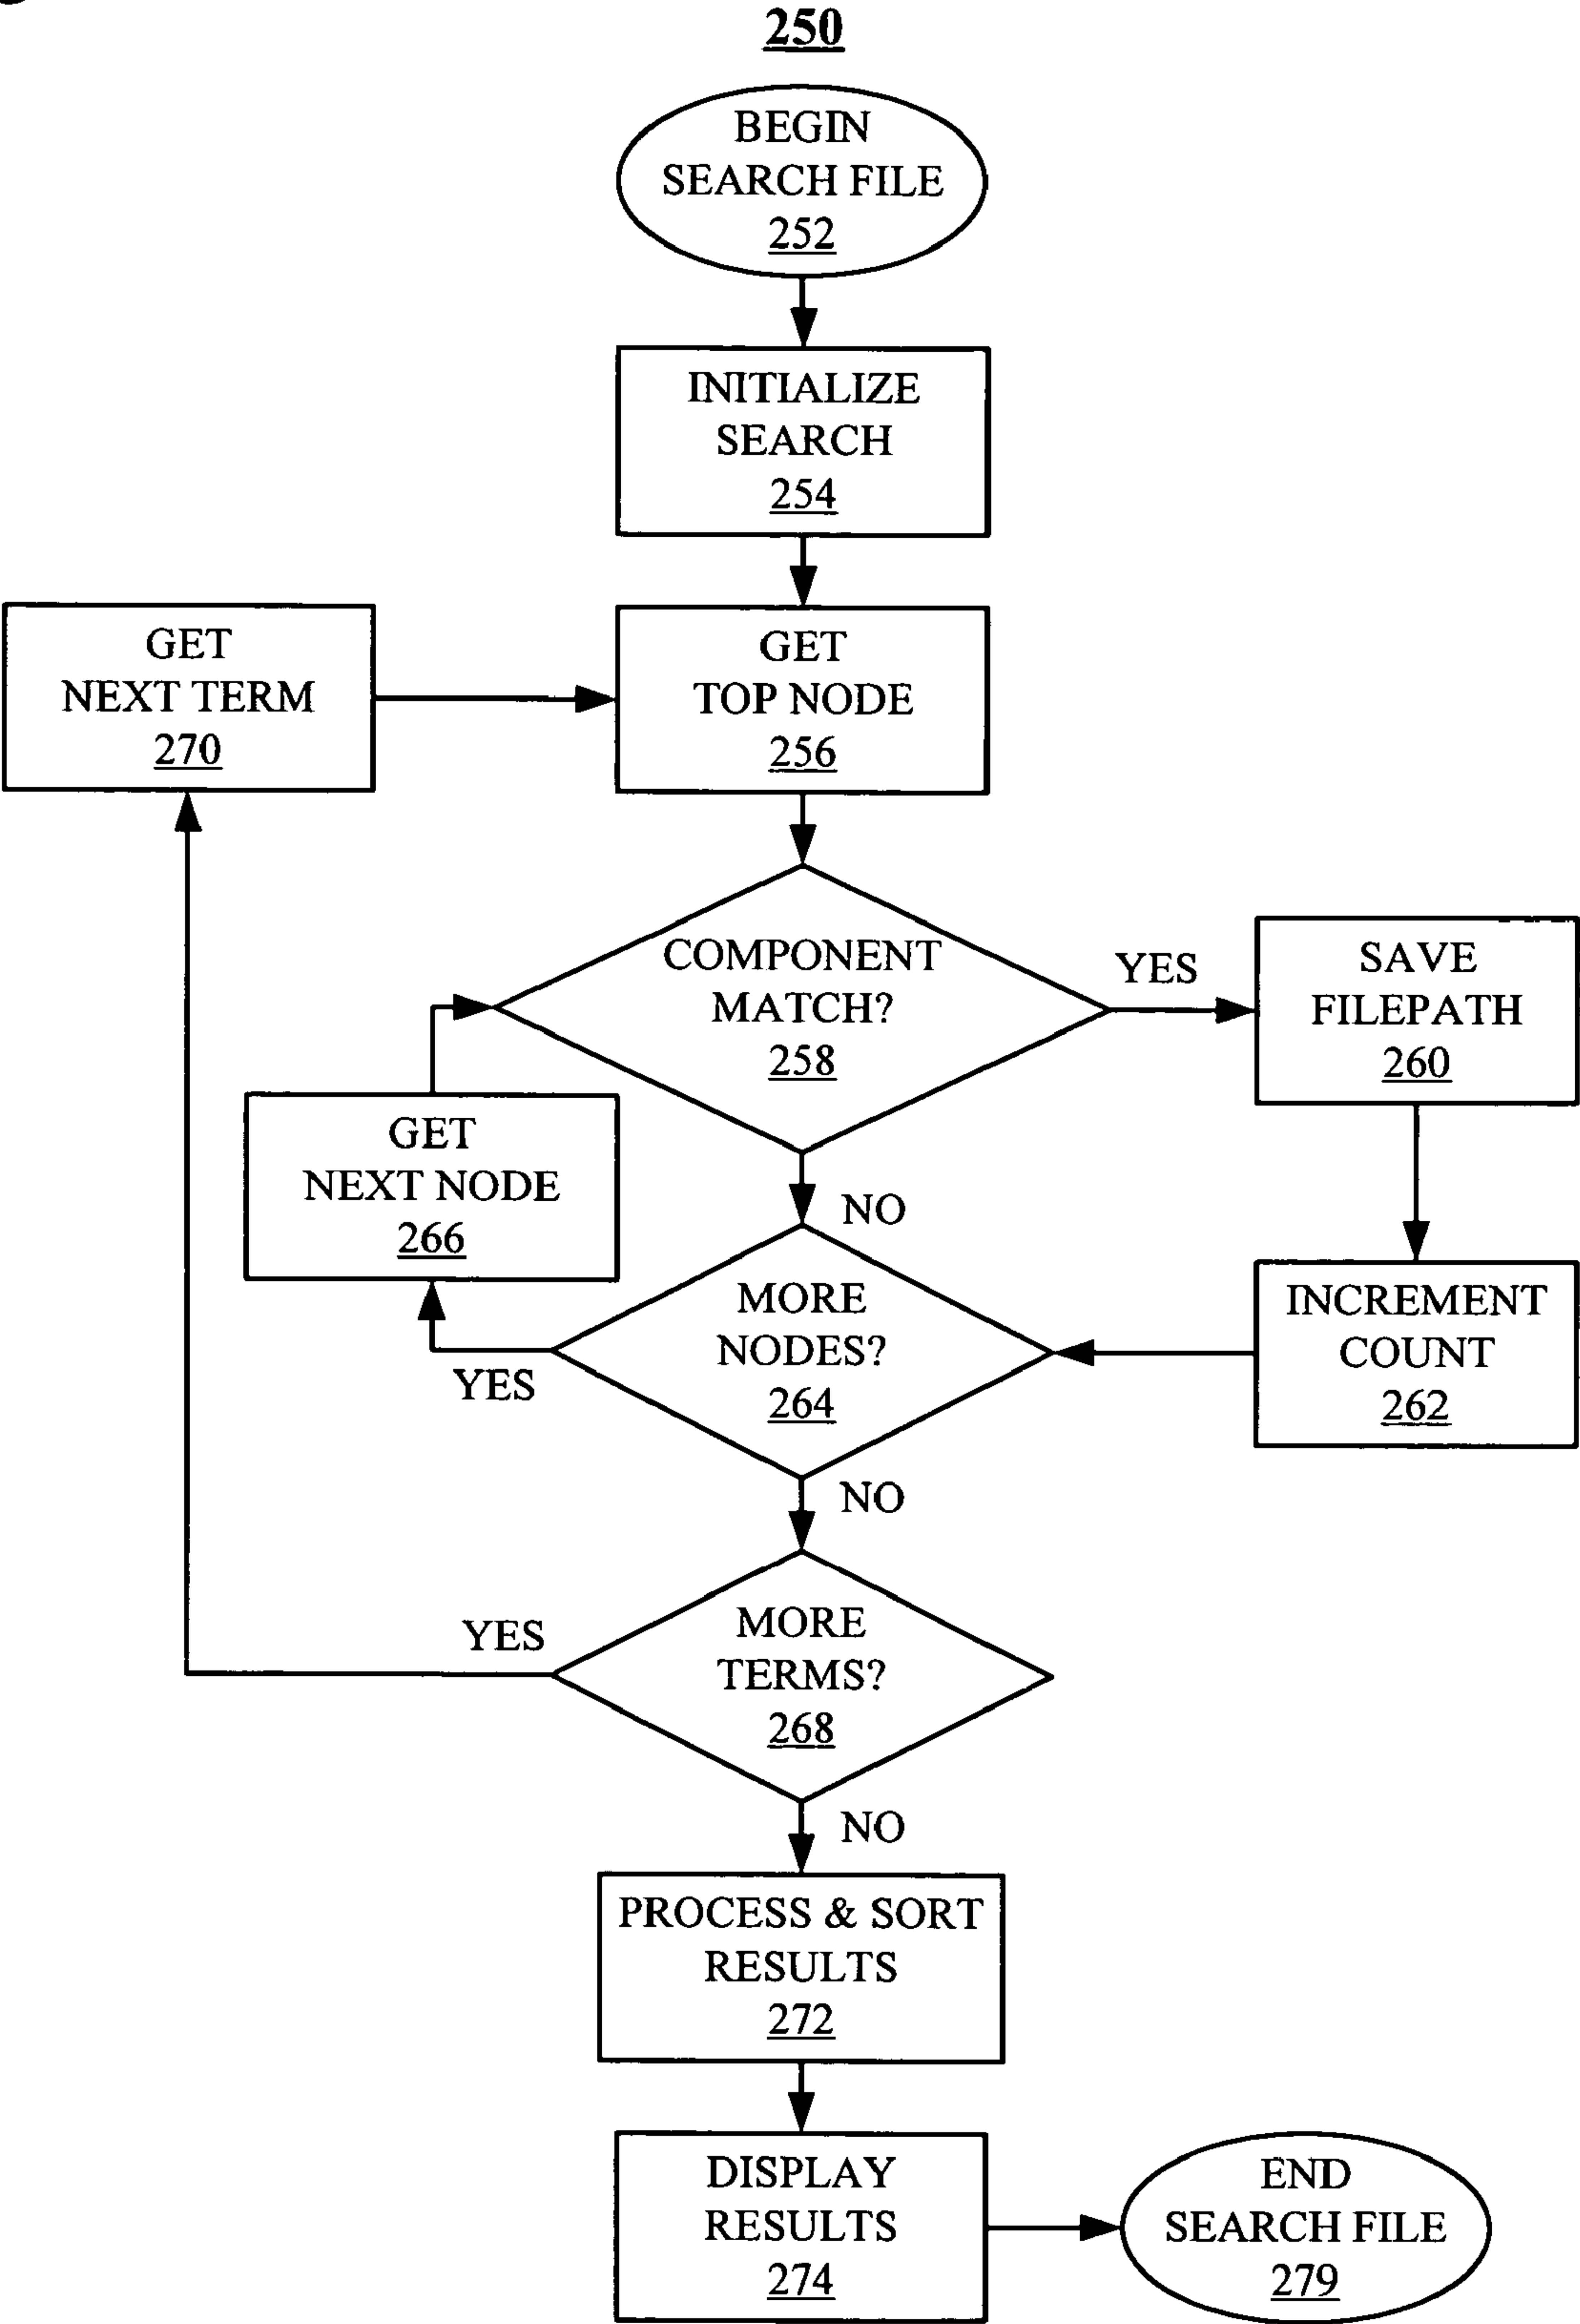 250
BEGIN
SEARCH FILE
252
INITIALIZE
SEARCH
254
GET
NEXT TERM
270
GET
TOP NODE
256
COMPONENT
MATCH?
258
YES
SAVE
FILEPATH
260
GET
NEXT NODE
266
NO
MORE
NODES?
264
YES
INCREMENT
COUNT
262
NO
YES
MORE
TERMS?
268
NO
PROCESS & SORT
RESULTS
272
DISPLAY
RESULTS
274
END
SEARCH FILE
279